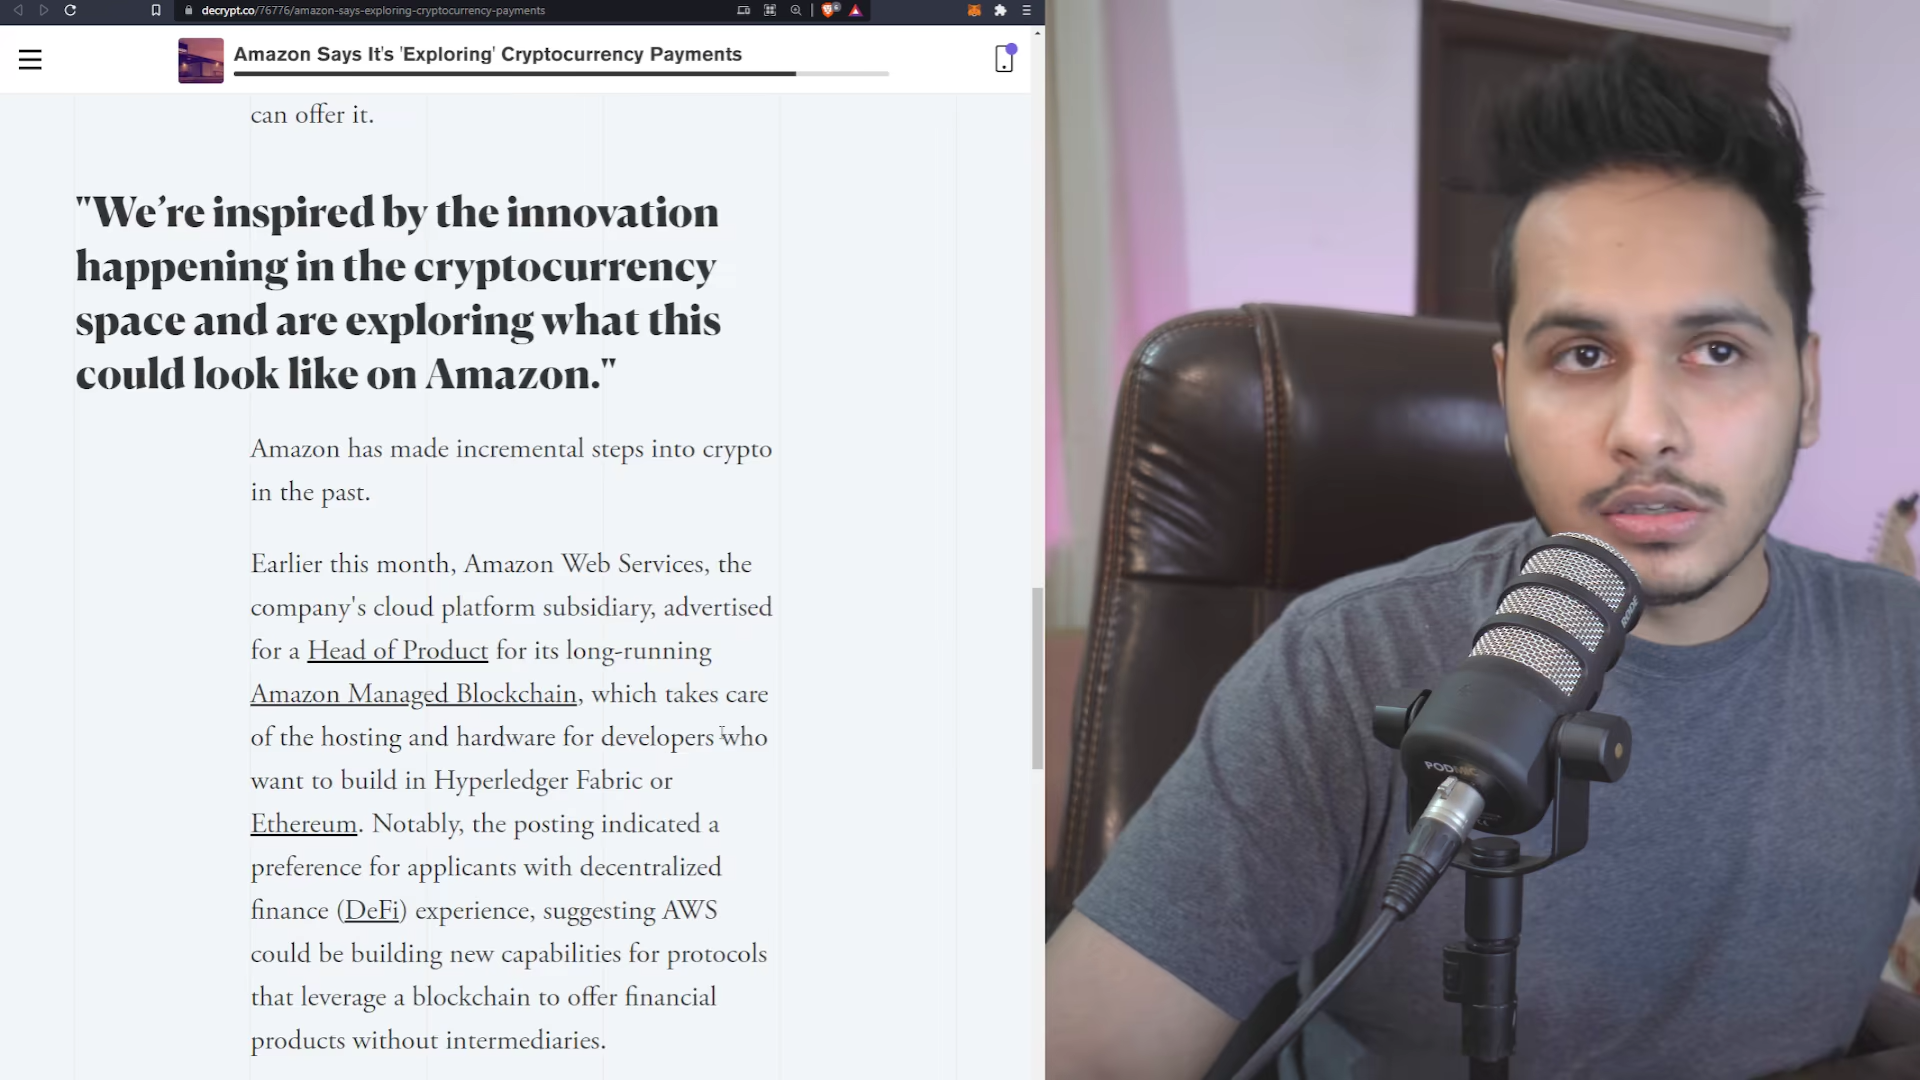 decrypt.co/76776/amazon-says-exploring-cryptocurrency-payments
Amazon Says It's 'Exploring' Cryptocurrency Payments
can offer it.
"We're inspired by the innovation
happening in the cryptocurrency
space and are exploring what this
could look like on Amazon."
Amazon has made incremental steps into crypto
in the past.
Earlier this month, Amazon Web Services, the
company's cloud platform subsidiary, advertised
for a Head of Product for its long-running
Amazon Managed Blockchain, which takes care
of the hosting and hardware for developers who
want to build in Hyperledger Fabric or
Ethereum. Notably, the posting indicated a
preference for applicants with decentralized
finance (DeFi) experience, suggesting AWS
could be building new capabilities for protocols
that leverage a blockchain to offer financial
products without intermediaries.
RODE
PODMIC